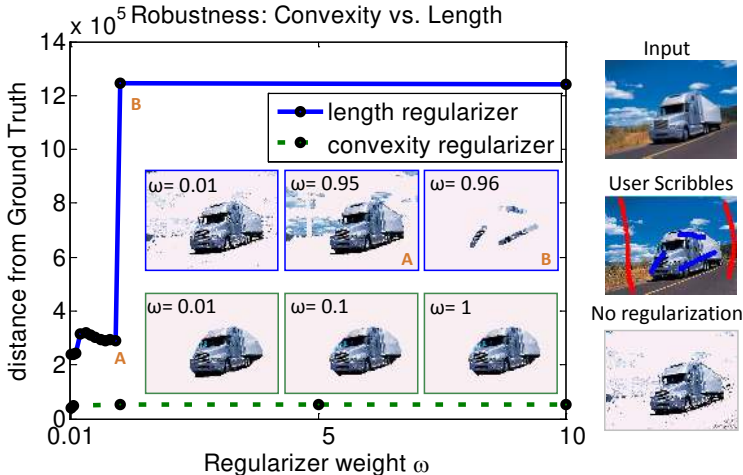 x 10⁵ Robustness: Convexity vs. Length
14
12
10
8
6
4
2
0
0.01
5
10
distance from Ground Truth
Regularizer weight ω
B
A
length regularizer
convexity regularizer
ω= 0.01
ω= 0.95
A
ω= 0.96
B
ω= 0.01
ω= 0.1
ω= 1
Input
User Scribbles
No regularization